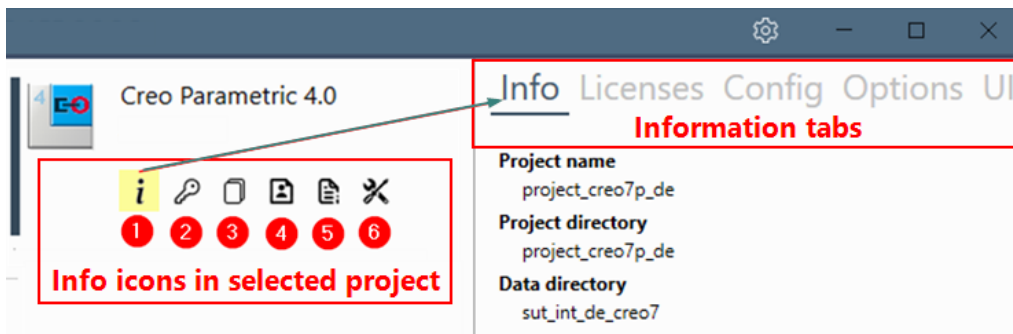 Creo Parametric 4.0
Info Licenses Config Options UI
Information tabs
Project name
project_creo7p_de
Project directory
project_creo7p_de
Data directory
sut_int_de_creo7
i
1 2 3 4 5 6
Info icons in selected project